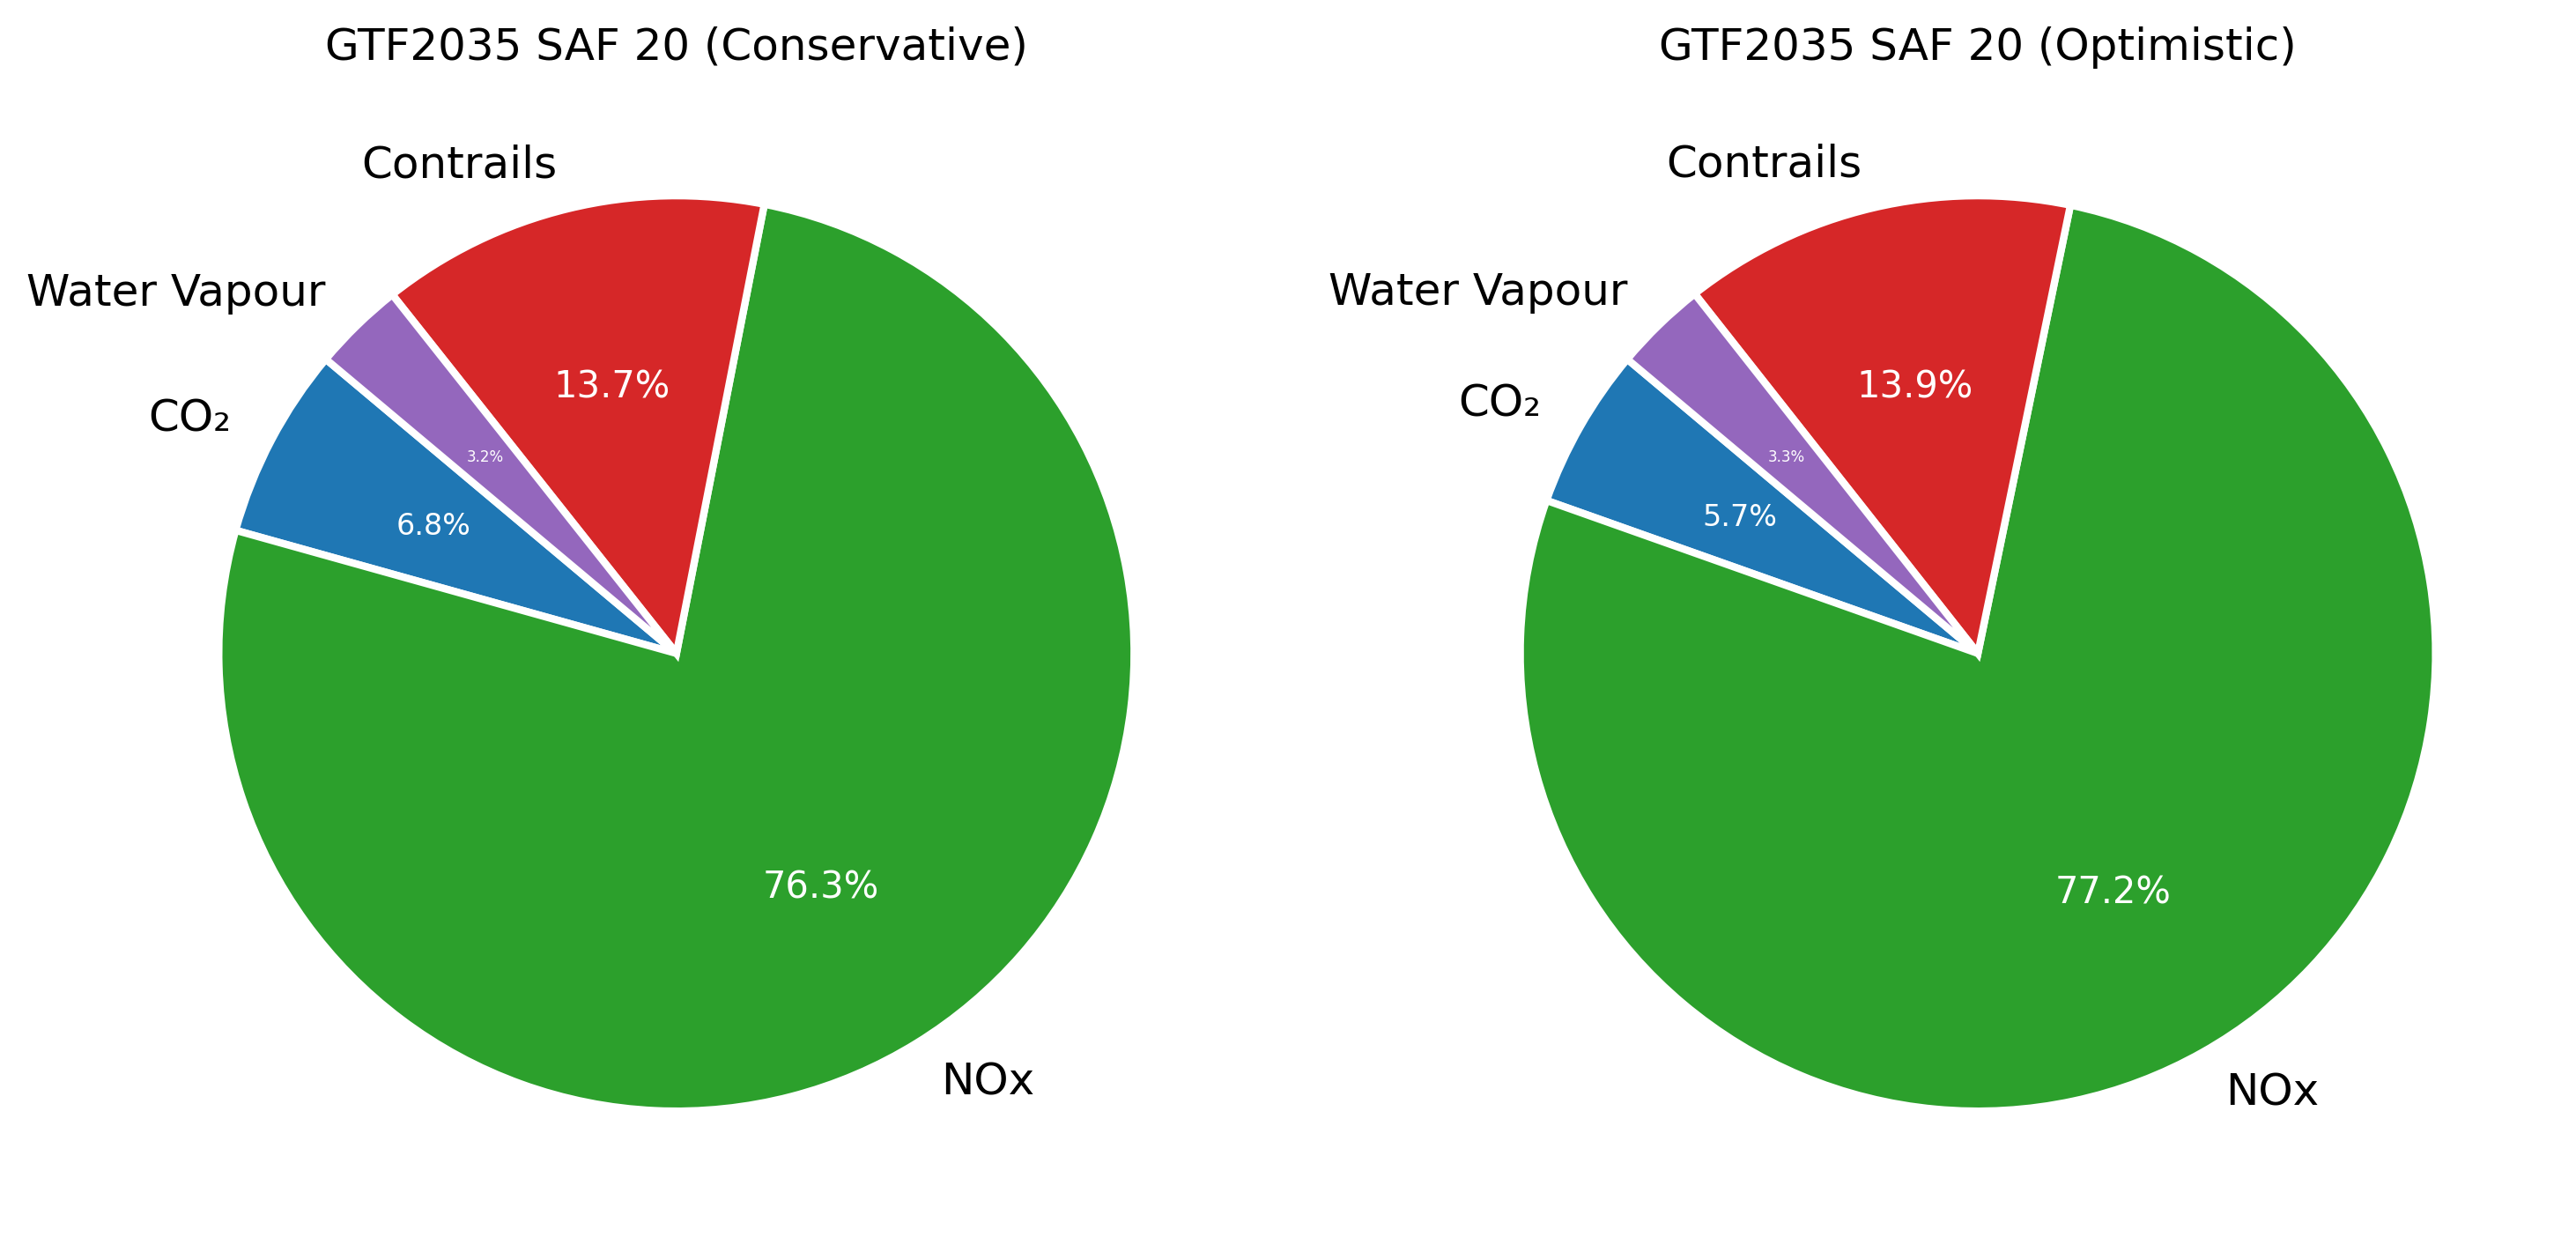 GTF2035 SAF 20 (Conservative)
Contrails
Water Vapour
CO₂
13.7%
3.2%
6.8%
76.3%
NOx
GTF2035 SAF 20 (Optimistic)
Contrails
Water Vapour
CO₂
13.9%
3.3%
5.7%
77.2%
NOx